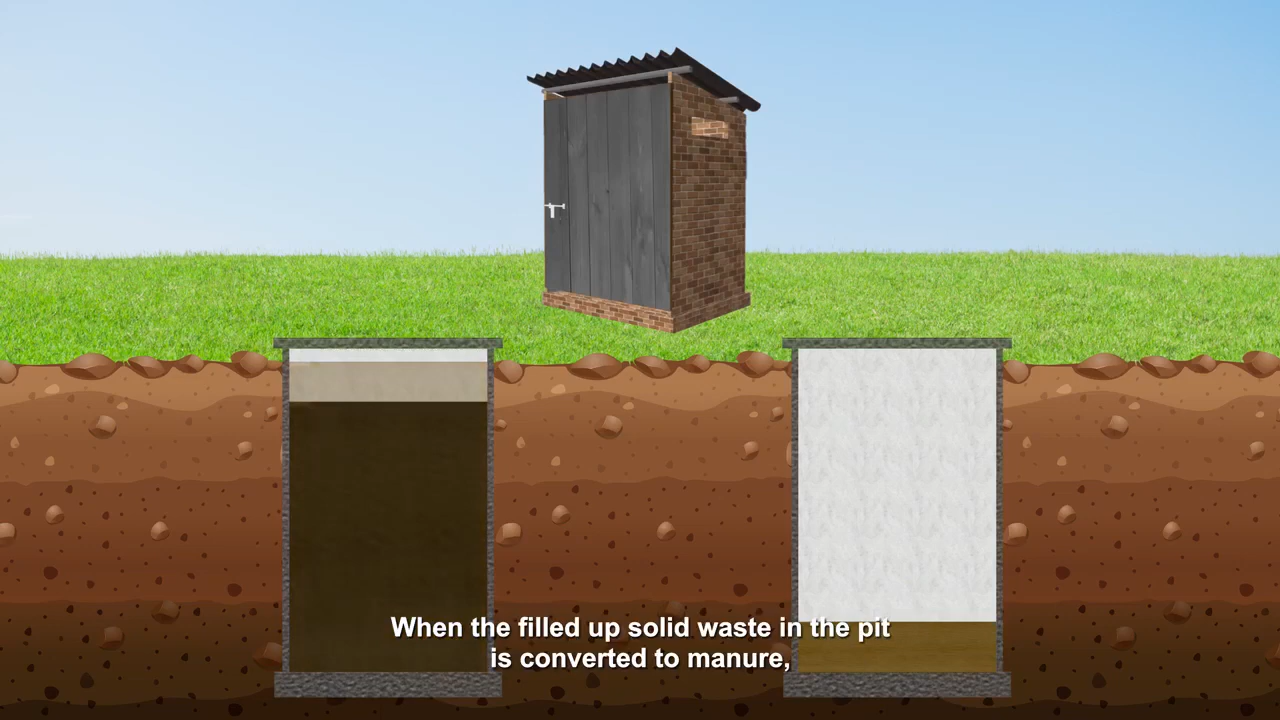 When the filled up solid waste in the pit
is converted to manure,